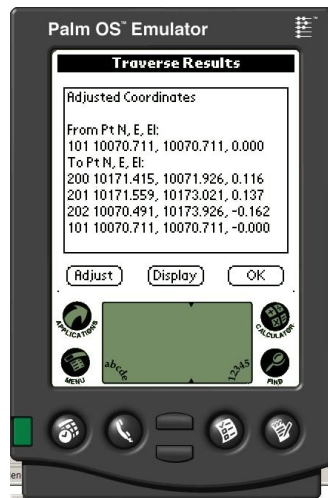 Palm OS™ Emulator
Traverse Results
Adjusted Coordinates
From Pt N, E, El:
101 10070.711, 10070.711, 0.000
To Pt N, E, El:
200 10171.415, 10071.926, 0.116
201 10171.559, 10173.021, 0.137
202 10070.491, 10173.926, -0.162
101 10070.711, 10070.711, -0.000
Adjust
Display
OK
APPLICATIONS
CALCULATOR
MENU
abcde
12345
FIND
en